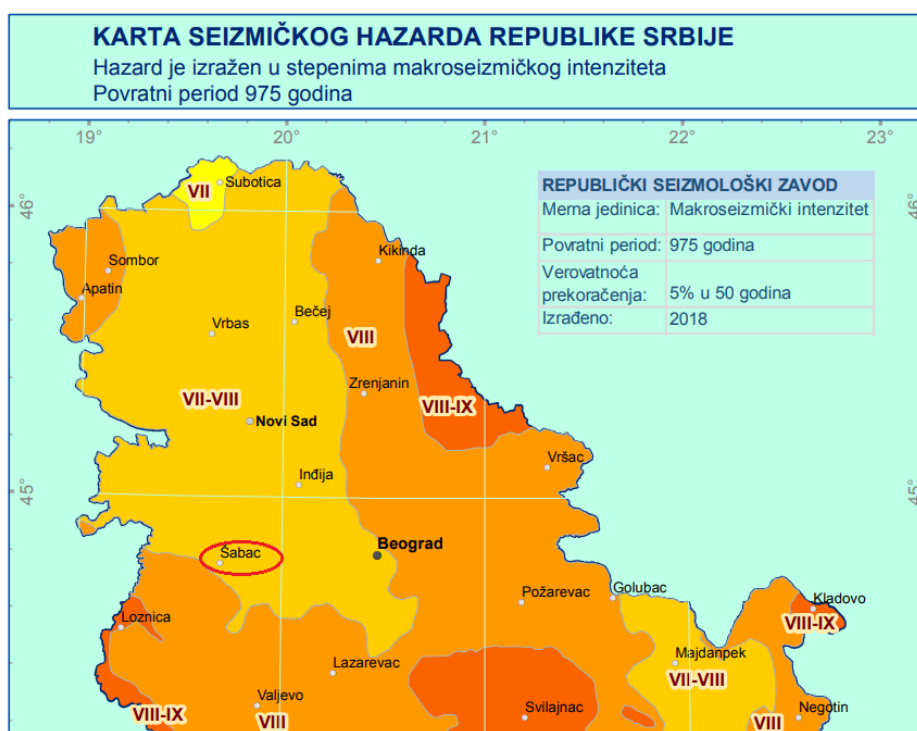 KARTA SEIZMIČKOG HAZARDA REPUBLIKE SRBIJE
Hazard je izražen u stepenima makroseizmičkog intenziteta
Povratni period 975 godina
19° 20° 21° 22° 23°
REPUBLIČKI SEIZMOLOŠKI ZAVOD
Merna jedinica: Makroseizmički intenzitet
Povratni period: 975 godina
Verovatnoća
prekoračenja: 5% u 50 godina
Izrađeno: 2018
VII
Subotica
46°
46°
Kikinda
Sombor
Apatin
Bečej
Vrbas
VIII
Zrenjanin
VII-VIII
VIII-IX
Novi Sad
Vršac
Inđija
45°
45°
Beograd
Šabac
Požarevac
Golubac
Kladovo
Loznica
VIII-IX
Majdanpek
Lazarevac
VII-VIII
Valjevo
Svilajnac
Negotin
VIII-IX
VIII
VIII